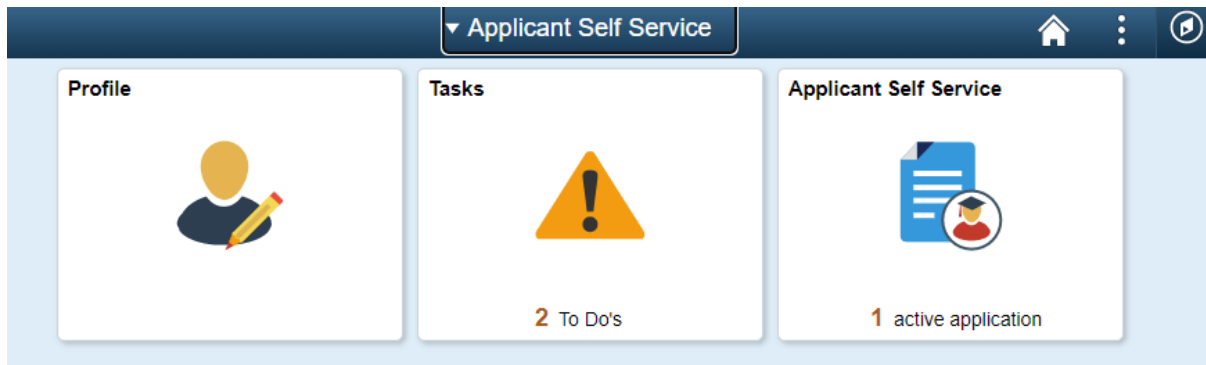 Applicant Self Service
Profile
Tasks
Applicant Self Service
2 To Do's
1 active application